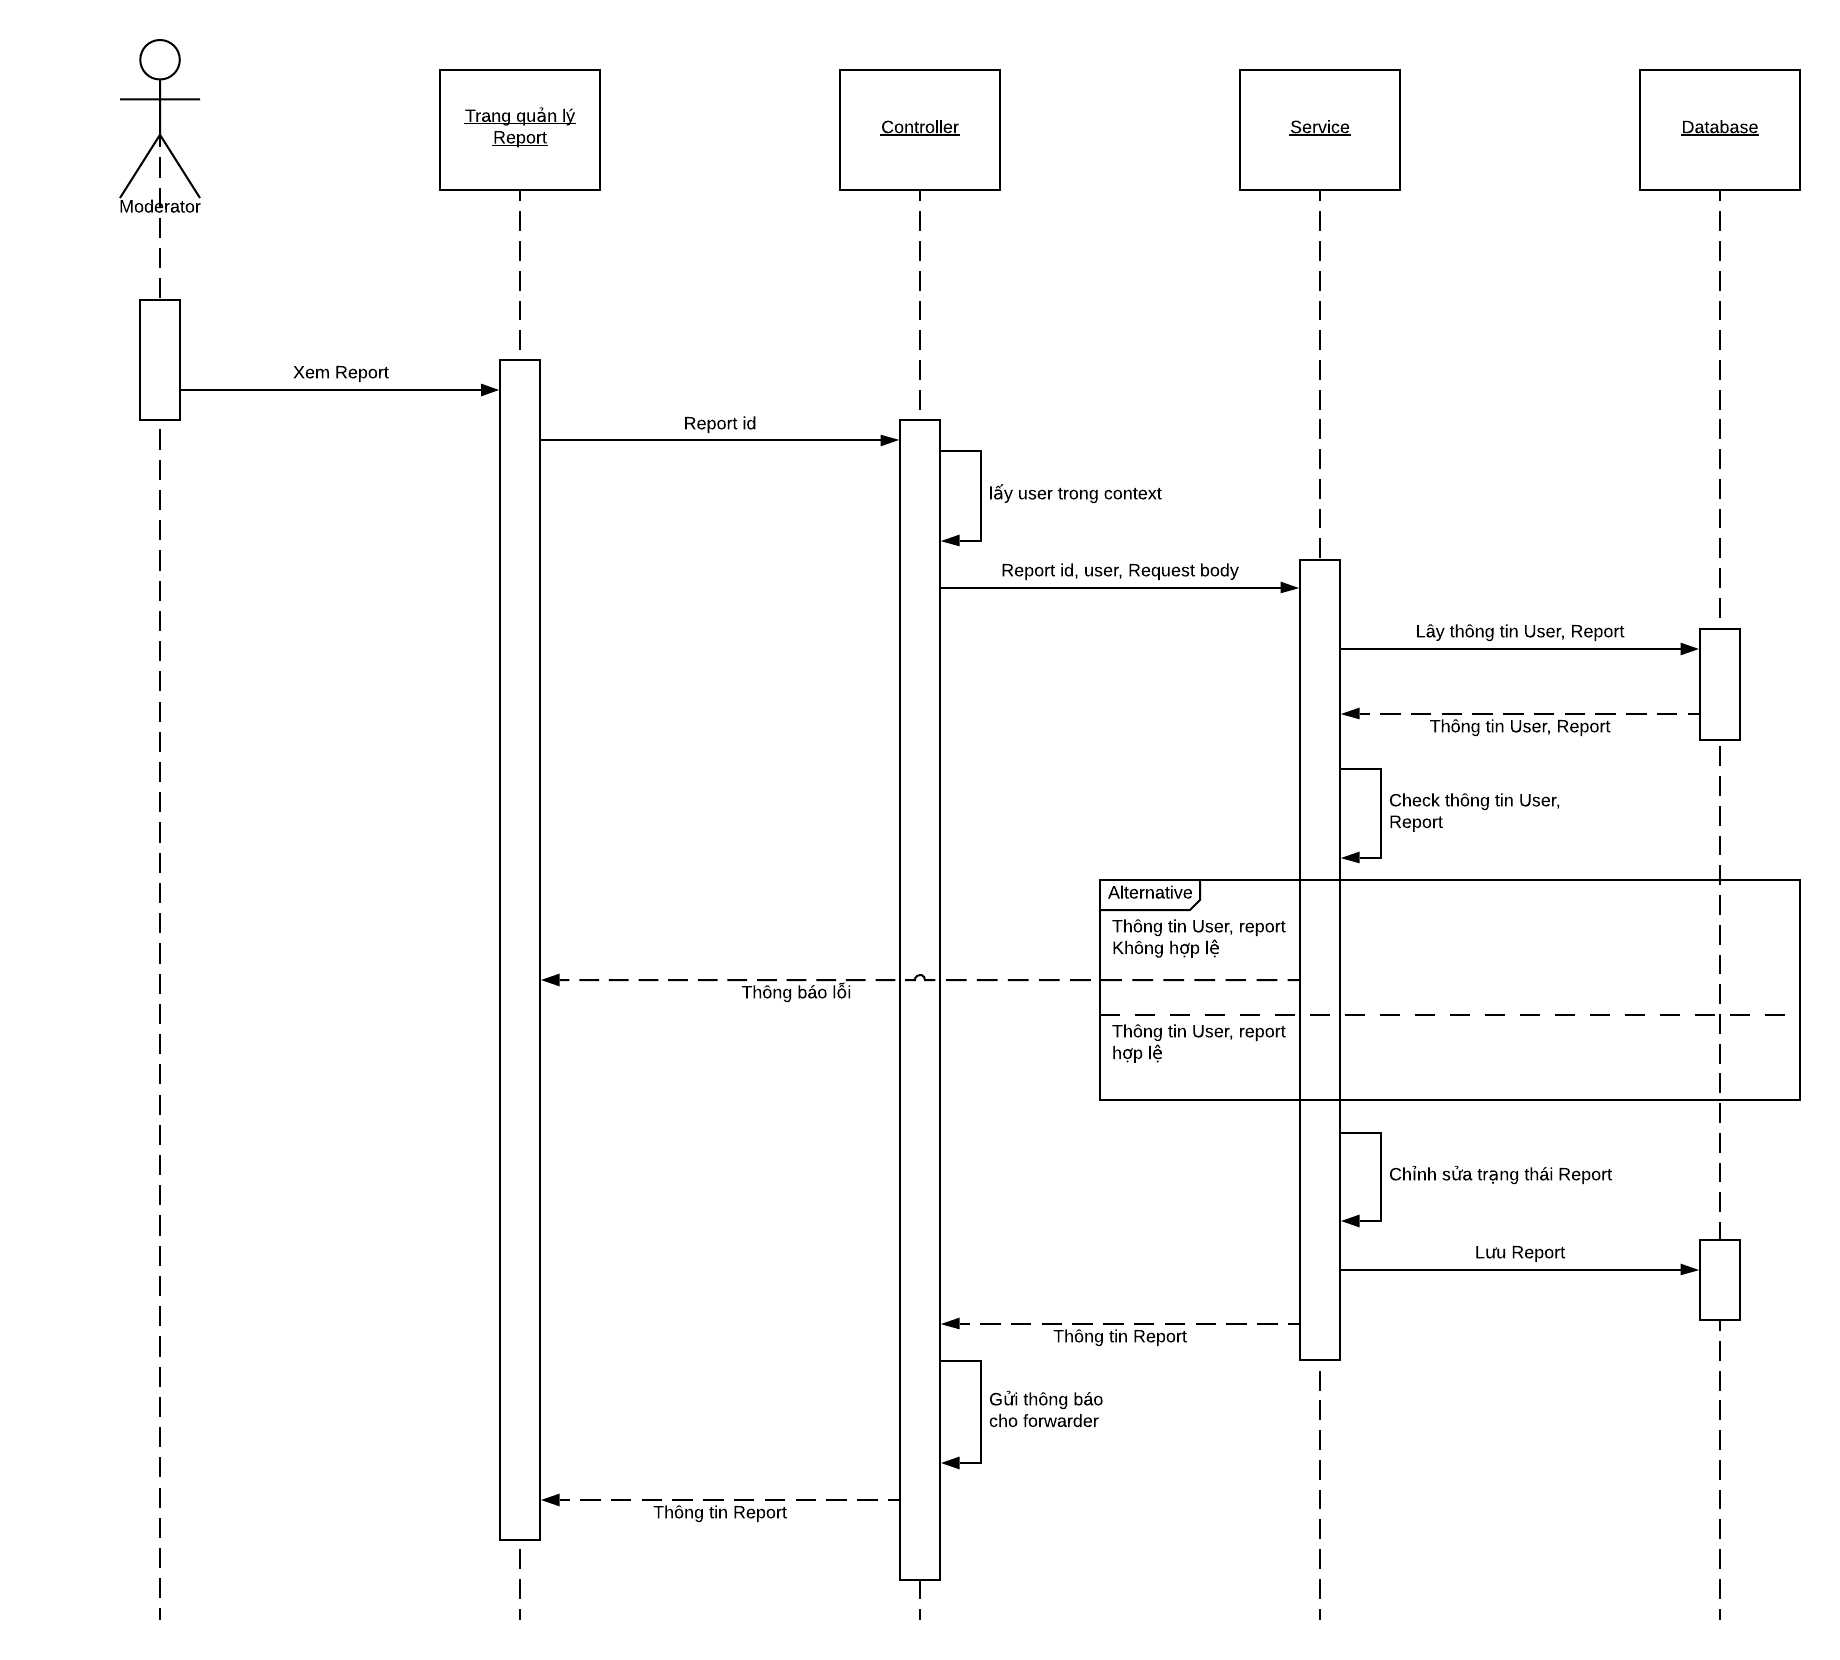 Trang quản lý
Report
Controller
Service
Database
Moderator
Xem Report
Report id
lấy user trong context
Report id, user, Request body
Lây thông tin User, Report
Thông tin User, Report
Check thông tin User,
Report
Alternative
Thông tin User, report
Không hợp lệ
Thông báo lỗi
Thông tin User, report
hợp lệ
Chỉnh sửa trạng thái Report
Lưu Report
Thông tin Report
Gửi thông báo
cho forwarder
Thông tin Report